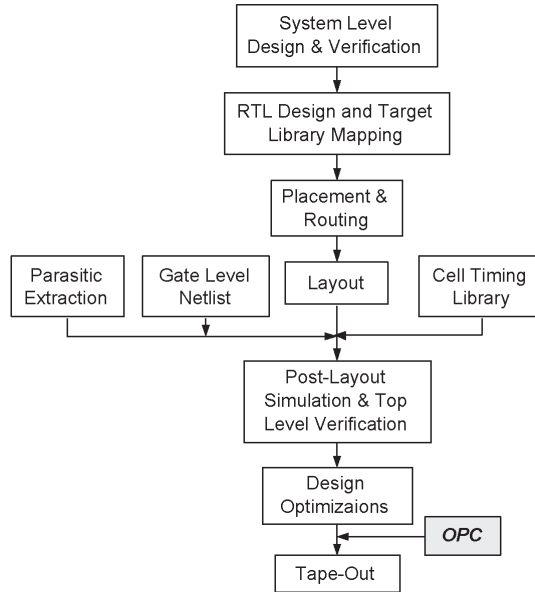 System Level
Design & Verification
RTL Design and Target
Library Mapping
Placement &
Routing
Parasitic
Extraction
Gate Level
Netlist
Layout
Cell Timing
Library
Post-Layout
Simulation & Top
Level Verification
Design
Optimizaions
OPC
Tape-Out